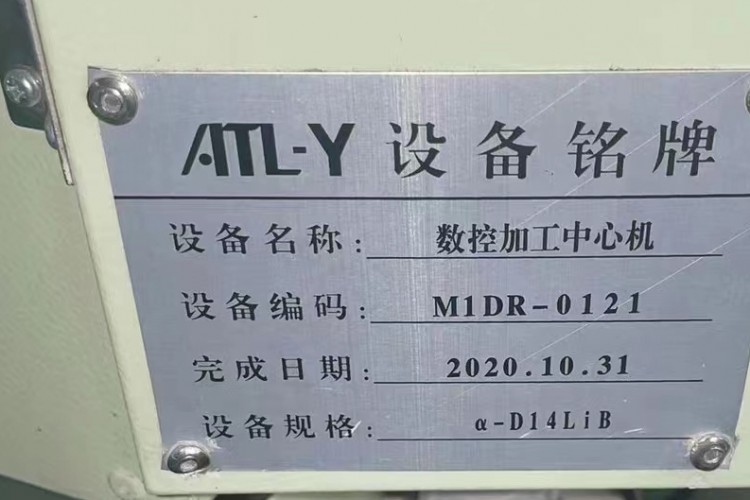 ATL-Y 设备铭牌
设备名称: 数控加工中心机
设备编码: M1DR-0121
完成日期: 2020.10.31
设备规格: α-D14LiB